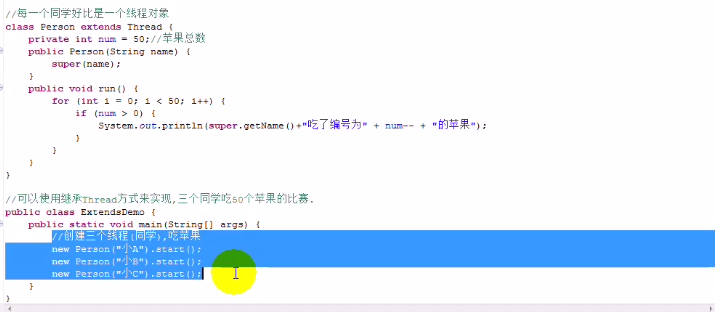 //每一个同学好比是一个线程对象
class Person extends Thread {
    private int num = 50;//苹果总数
    public Person(String name) {
        super(name);
    }
    public void run() {
        for (int i = 0; i < 50; i++) {
            if (num > 0) {
                System.out.println(super.getName()+"吃了编号为" + num-- + "的苹果");
            }
        }
    }
}
//可以使用继承Thread方式来实现,三个同学吃50个苹果的比赛.
public class ExtendsDemo {
    public static void main(String[] args) {
        //创建三个线程(同学),吃苹果
        new Person("小A").start();
        new Person("小B").start();
        new Person("小C").start();
    }
}